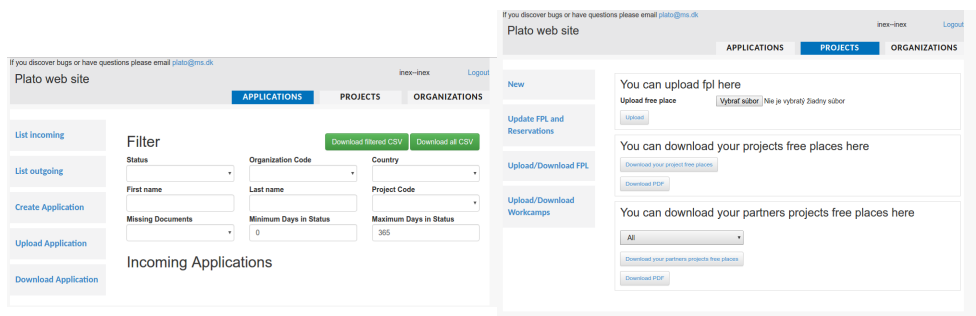 If you discover bugs or have questions please email plato@ms.dk
Plato web site
inex--inex Logout
APPLICATIONS PROJECTS ORGANIZATIONS
List incoming
List outgoing
Create Application
Upload Application
Download Application
Filter
Download filtered CSV Download all CSV
Status Organization Code Country
First name Last name Project Code
Missing Documents Minimum Days in Status Maximum Days in Status
0 365
Incoming Applications
If you discover bugs or have questions please email plato@ms.dk
Plato web site
inex--inex Logout
APPLICATIONS PROJECTS ORGANIZATIONS
New
Update FPL and
Reservations
Upload/Download FPL
Upload/Download
Workcamps
You can upload fpl here
Upload free place Vybrať súbor Nie je vybratý žiadny súbor
Upload
You can download your projects free places here
Download your project free places
Download PDF
You can download your partners projects free places here
All
Download your partners projects free places
Download PDF